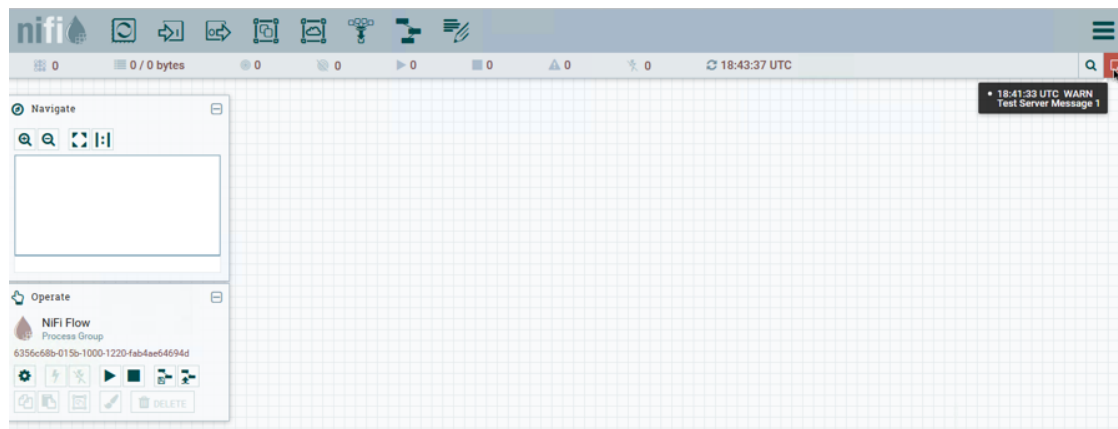 nifi
0
0 / 0 bytes
0
0
0
0
0
0
18:43:37 UTC
18:41:33 UTC WARN
Test Server Message 1
Navigate
Operate
NiFi Flow
Process Group
6356c68b-015b-1000-1220-fab4ae64694d
DELETE